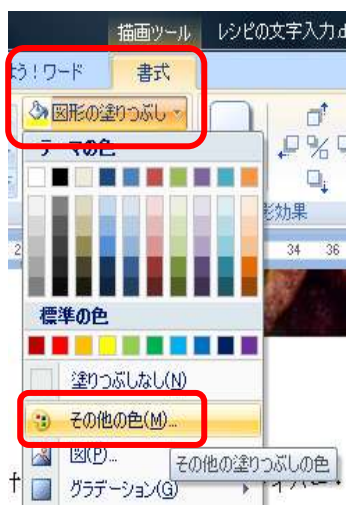 描画ツール レシピの文字入力
う！ワード 書式
図形の塗りつぶし
テーマの色
効果
34 36
標準の色
塗りつぶしなし(N)
その他の色(M)...
図(P)...
その他の塗りつぶしの色
グラデーション(G)